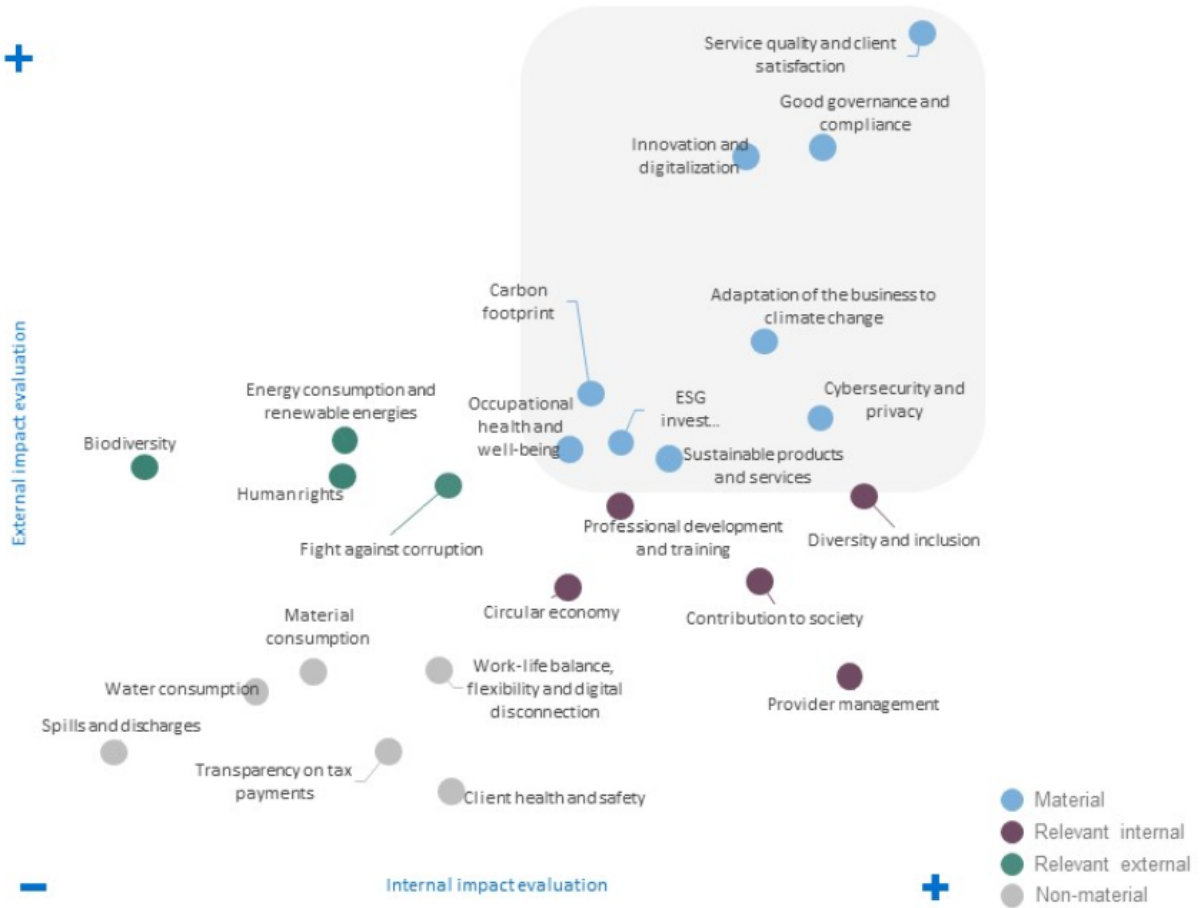 +
Service quality and client
satisfaction
Good governance and
compliance
Innovation and
digitalization
Carbon
footprint
Adaptation of the business to
climate change
Energy consumption and
renewable energies
Occupational
health and
well-being
ESG
invest...
Cybersecurity and
privacy
Biodiversity
Sustainable products
and services
Human rights
External impact evaluation
Professional development
and training
Diversity and inclusion
Fight against corruption
Circular economy
Contribution to society
Material
consumption
Work-life balance,
flexibility and digital
disconnection
Water consumption
Provider management
Spills and discharges
Transparency on tax
payments
Client health and safety
Material
Relevant internal
Relevant external
Non-material
−
Internal impact evaluation
+